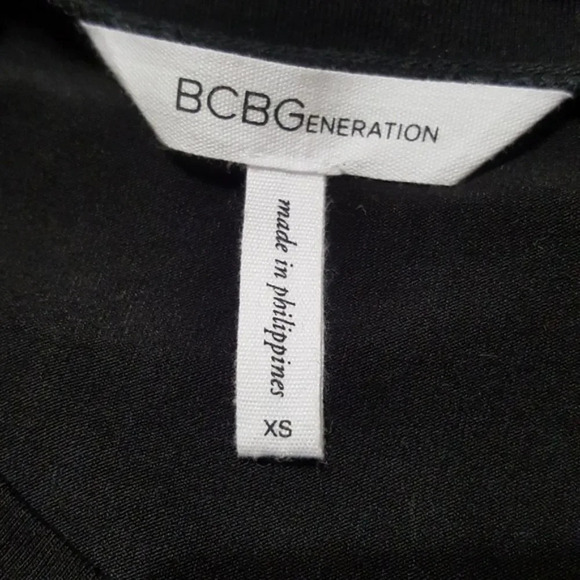 BCBGENERATION
made in philippines
XS